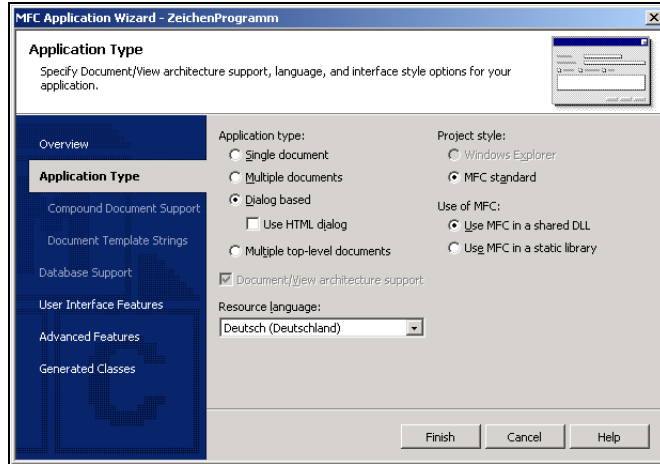 MFC Application Wizard - ZeichenProgramm
Application Type
Specify Document/View architecture support, language, and interface style options for your
application.
Overview
Application Type
Compound Document Support
Document Template Strings
Database Support
User Interface Features
Advanced Features
Generated Classes
Application type:
Single document
Multiple documents
Dialog based
Use HTML dialog
Multiple top-level documents
Document/View architecture support
Resource language:
Deutsch (Deutschland)
Project style:
Windows Explorer
MFC standard
Use of MFC:
Use MFC in a shared DLL
Use MFC in a static library
Finish
Cancel
Help